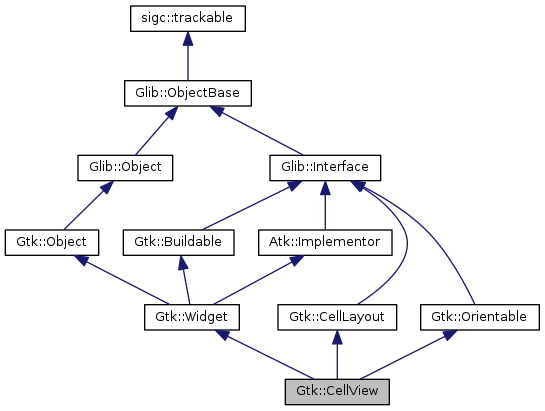 sigc::trackable
Glib::ObjectBase
Glib::Object
Glib::Interface
Gtk::Object
Gtk::Buildable
Atk::Implementor
Gtk::Widget
Gtk::CellLayout
Gtk::Orientable
Gtk::CellView